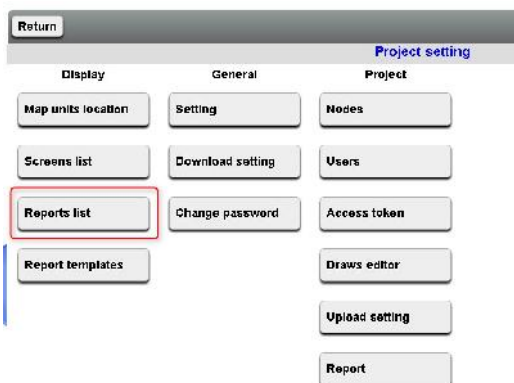 Return
Project setting
Display General Project
Map units location Setting Nodes
Screens list Download setting Users
Reports list Change password Access token
Report templates Draws editor
Upload setting
Report